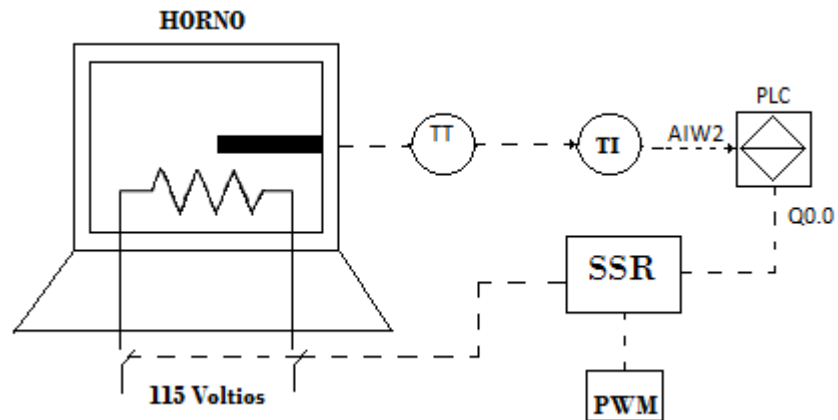 HORNO
TT
TI
AIW2
PLC
Q0.0
SSR
PWM
115 Voltios